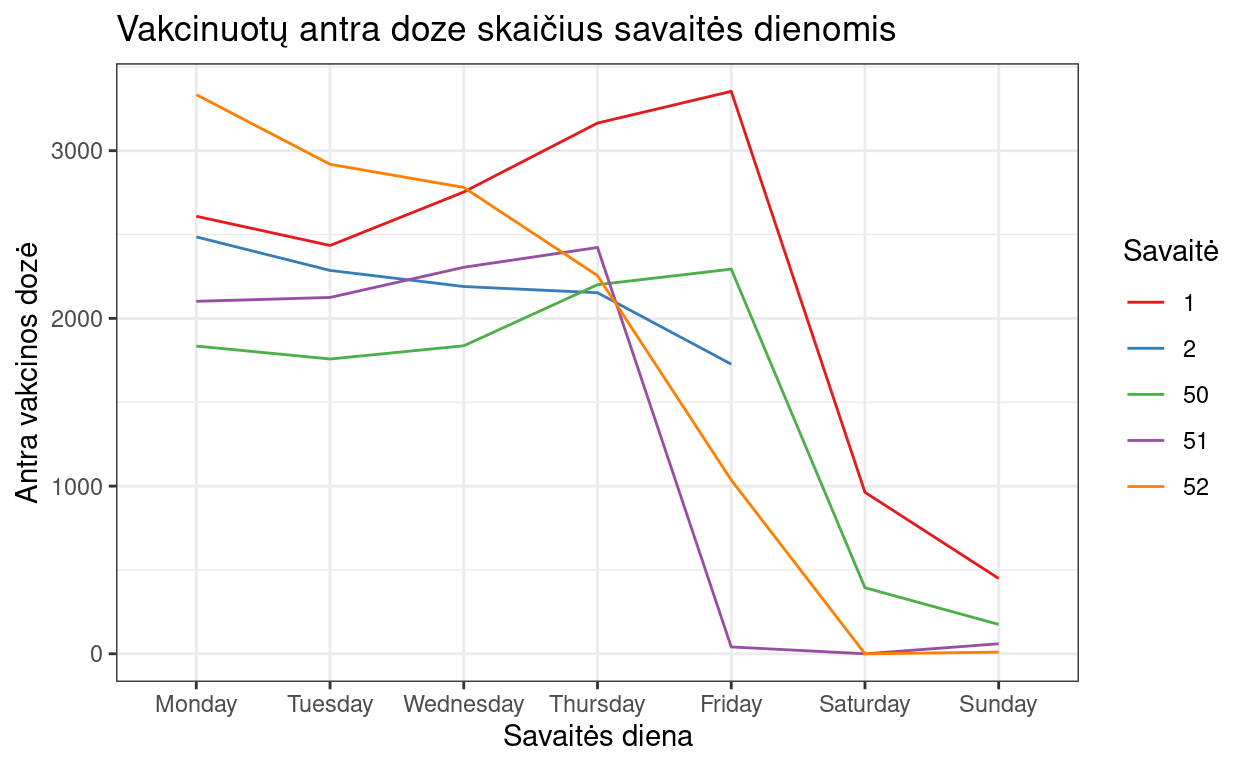 Vakcinuotų antra doze skaičius savaitės dienomis
Antra vakcinos dozė
3000
2000
1000
0
Monday Tuesday Wednesday Thursday Friday Saturday Sunday
Savaitės diena
Savaitė
1
2
50
51
52